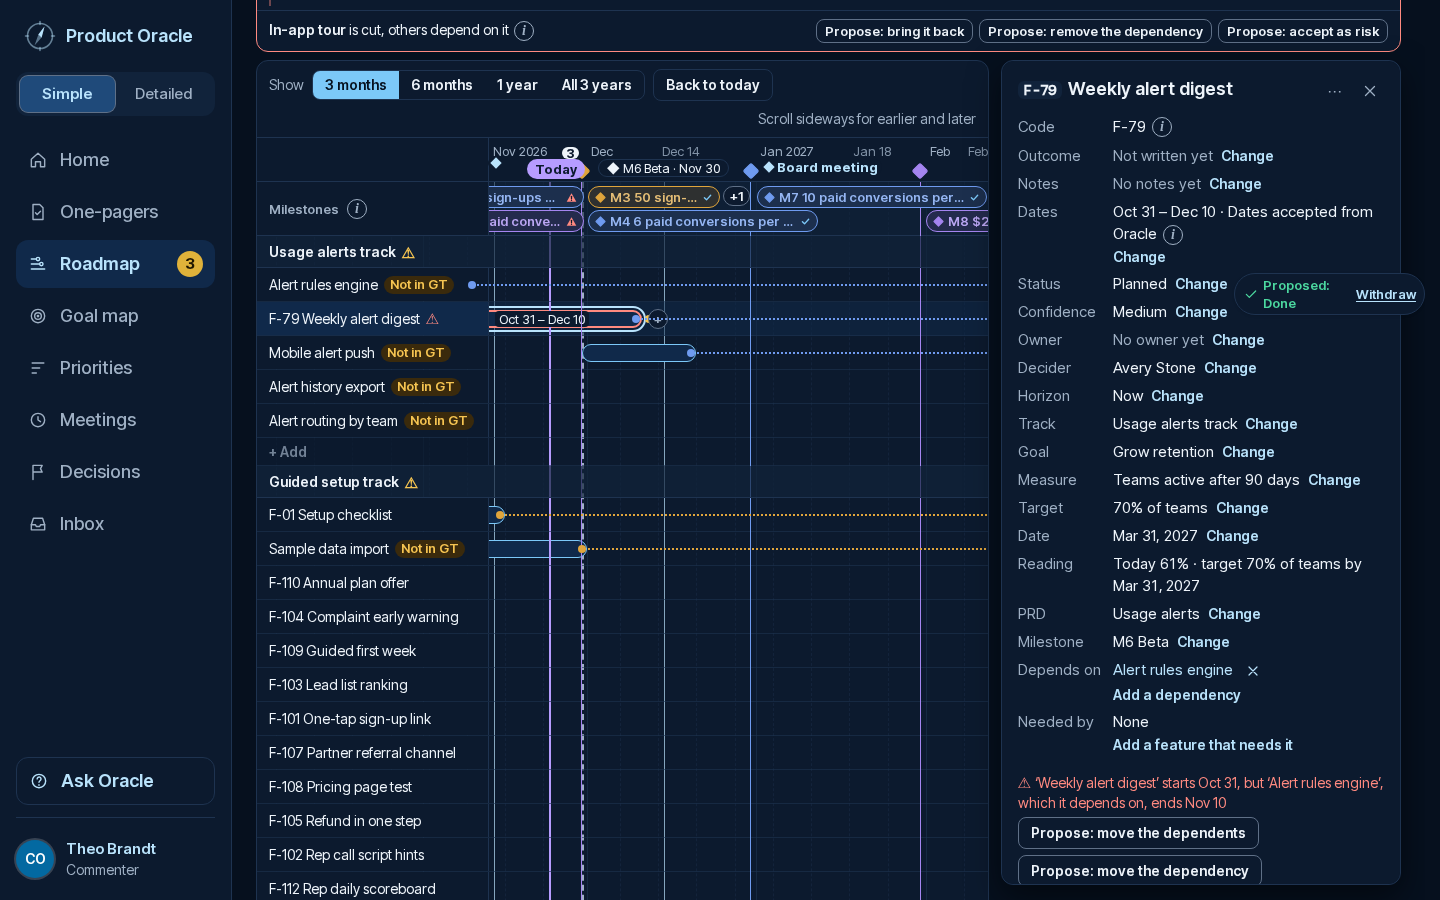 Product Oracle
Simple
Detailed
Home
One-pagers
Roadmap
3
Goal map
Priorities
Meetings
Decisions
Inbox
Ask Oracle
CO
Theo Brandt
Commenter
In-app tour is cut, others depend on it i
Propose: bring it back
Propose: remove the dependency
Propose: accept as risk
Show
3 months
6 months
1 year
All 3 years
Back to today
Scroll sideways for earlier and later
Nov 2026
3
Dec
Dec 14
Jan 2027
Jan 18
Feb
Feb
Today
M6 Beta · Nov 30
Board meeting
Milestones i
sign-ups ...
M3 50 sign-...
+1
M7 10 paid conversions per...
paid conve...
M4 6 paid conversions per ...
M8 $2
Usage alerts track
Alert rules engine Not in GT
F-79 Weekly alert digest
Oct 31 – Dec 10
Mobile alert push Not in GT
Alert history export Not in GT
Alert routing by team Not in GT
+ Add
Guided setup track
F-01 Setup checklist
Sample data import Not in GT
F-110 Annual plan offer
F-104 Complaint early warning
F-109 Guided first week
F-103 Lead list ranking
F-101 One-tap sign-up link
F-107 Partner referral channel
F-108 Pricing page test
F-105 Refund in one step
F-102 Rep call script hints
F-112 Rep daily scoreboard
F-79 Weekly alert digest
...
Code F-79 i
Outcome Not written yet Change
Notes No notes yet Change
Dates Oct 31 – Dec 10 · Dates accepted from
Oracle i
Change
Status Planned Change
Proposed:
Done
Withdraw
Confidence Medium Change
Owner No owner yet Change
Decider Avery Stone Change
Horizon Now Change
Track Usage alerts track Change
Goal Grow retention Change
Measure Teams active after 90 days Change
Target 70% of teams Change
Date Mar 31, 2027 Change
Reading Today 61% · target 70% of teams by
Mar 31, 2027
PRD Usage alerts Change
Milestone M6 Beta Change
Depends on Alert rules engine
Add a dependency
Needed by None
Add a feature that needs it
‘Weekly alert digest’ starts Oct 31, but ‘Alert rules engine’,
which it depends on, ends Nov 10
Propose: move the dependents
Propose: move the dependency